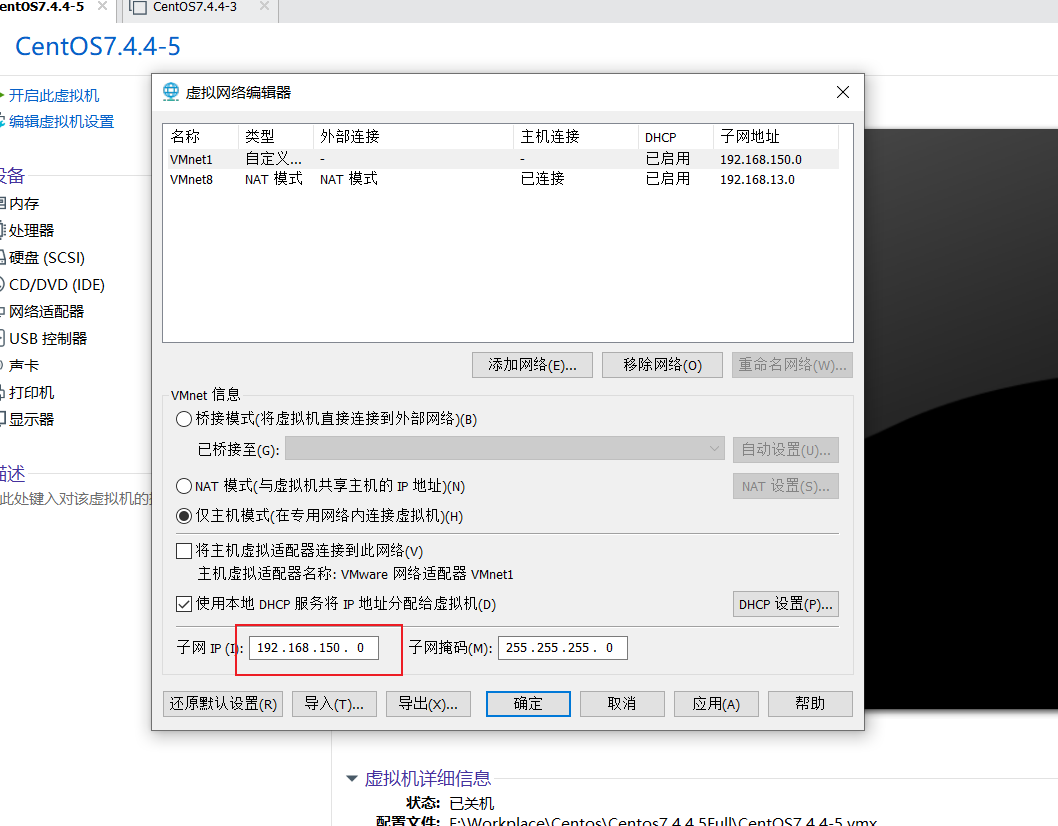 entOS7.4.4-5 CentOS7.4.4-3
CentOS7.4.4-5
开启此虚拟机
编辑虚拟机设置
设备
内存
处理器
硬盘 (SCSI)
CD/DVD (IDE)
网络适配器
USB 控制器
声卡
打印机
显示器
描述
此处键入对该虚拟机的
虚拟网络编辑器
名称 类型 外部连接 主机连接 DHCP 子网地址
VMnet1 自定义... - - 已启用 192.168.150.0
VMnet8 NAT 模式 NAT 模式 已连接 已启用 192.168.13.0
添加网络(E)... 移除网络(O) 重命名网络(W)...
VMnet 信息
桥接模式(将虚拟机直接连接到外部网络)(B)
已桥接至(G): 自动设置(U)...
NAT 模式(与虚拟机共享主机的 IP 地址)(N)
NAT 设置(S)...
仅主机模式(在专用网络内连接虚拟机)(H)
将主机虚拟适配器连接到此网络(V)
主机虚拟适配器名称: VMware 网络适配器 VMnet1
使用本地 DHCP 服务将 IP 地址分配给虚拟机(D) DHCP 设置(P)...
子网 IP (I): 192 . 168 . 150 . 0 子网掩码(M): 255 . 255 . 255 . 0
还原默认设置(R) 导入(T)... 导出(X)... 确定 取消 应用(A) 帮助
虚拟机详细信息
状态: 已关机
配置文件: F:\Workplace\Centos\Centos7.4.4.5Full\CentOS7.4.4-5.vmx